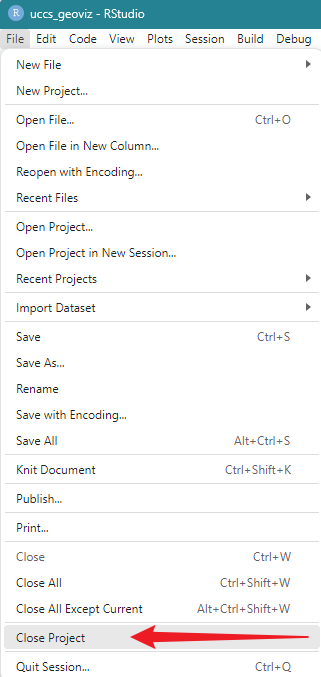 R uccs_geoviz - RStudio
File Edit Code View Plots Session Build Debug
New File
New Project...
Open File... Ctrl+O
Open File in New Column...
Reopen with Encoding...
Recent Files
Open Project...
Open Project in New Session...
Recent Projects
Import Dataset
Save Ctrl+S
Save As...
Rename
Save with Encoding...
Save All Alt+Ctrl+S
Knit Document Ctrl+Shift+K
Publish...
Print...
Close Ctrl+W
Close All Ctrl+Shift+W
Close All Except Current Alt+Ctrl+Shift+W
Close Project
Quit Session... Ctrl+Q